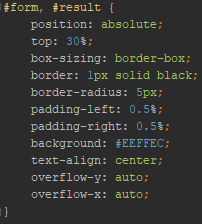 #form, #result {
    position: absolute;
    top: 30%;
    box-sizing: border-box;
    border: 1px solid black;
    border-radius: 5px;
    padding-left: 0.5%;
    padding-right: 0.5%;
    background: #EEFFEC;
    text-align: center;
    overflow-y: auto;
    overflow-x: auto;
}